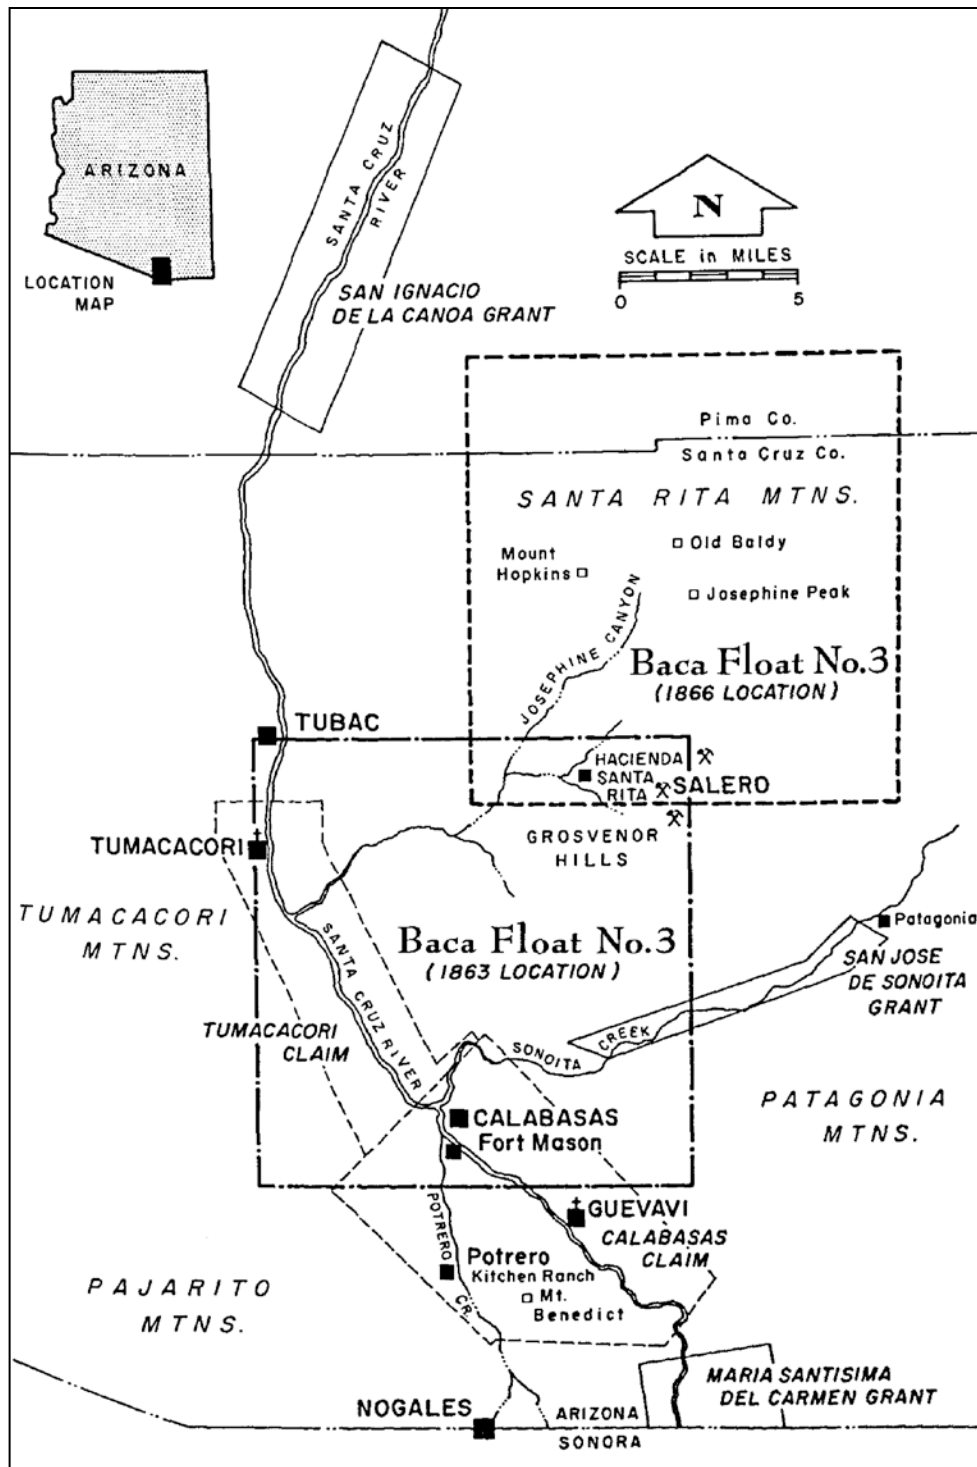 ARIZONA
LOCATION
MAP
SANTA CRUZ
RIVER
N
SCALE in MILES
0 5
SAN IGNACIO
DE LA CANOA GRANT
Pima Co.
Santa Cruz Co.
SANTA RITA MTNS.
Old Baldy
Mount
Hopkins
Josephine Peak
JOSEPHINE CANYON
Baca Float No.3
(1866 LOCATION)
TUBAC
HACIENDA
SANTA
RITA
SALERO
TUMACACORI
GROSVENOR
HILLS
TUMACACORI
MTNS.
Baca Float No.3
(1863 LOCATION)
SANTA CRUZ RIVER
Patagonia
SAN JOSE
DE SONOITA
GRANT
TUMACACORI
CLAIM
SONOITA CREEK
PATAGONIA
MTNS.
CALABASAS
Fort Mason
POTRERO CR.
GUEVAVI
CALABASAS
CLAIM
Potrero
Kitchen Ranch
Mt.
Benedict
PAJARITO
MTNS.
MARIA SANTISIMA
DEL CARMEN GRANT
NOGALES
ARIZONA
SONORA